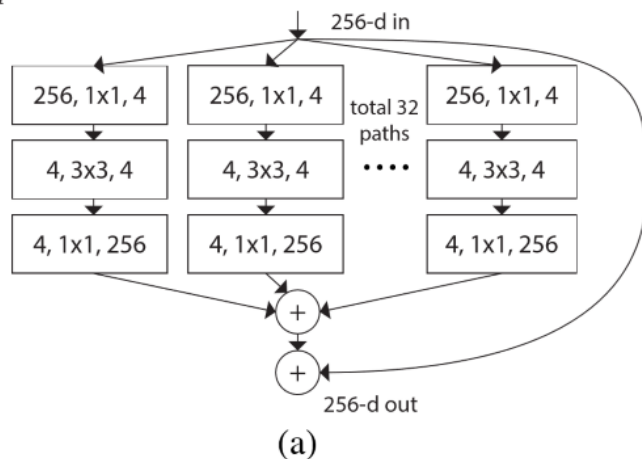 256-d in
256, 1x1, 4
256, 1x1, 4
256, 1x1, 4
total 32
paths
....
4, 3x3, 4
4, 3x3, 4
4, 3x3, 4
4, 1x1, 256
4, 1x1, 256
4, 1x1, 256
+
+
256-d out
(a)